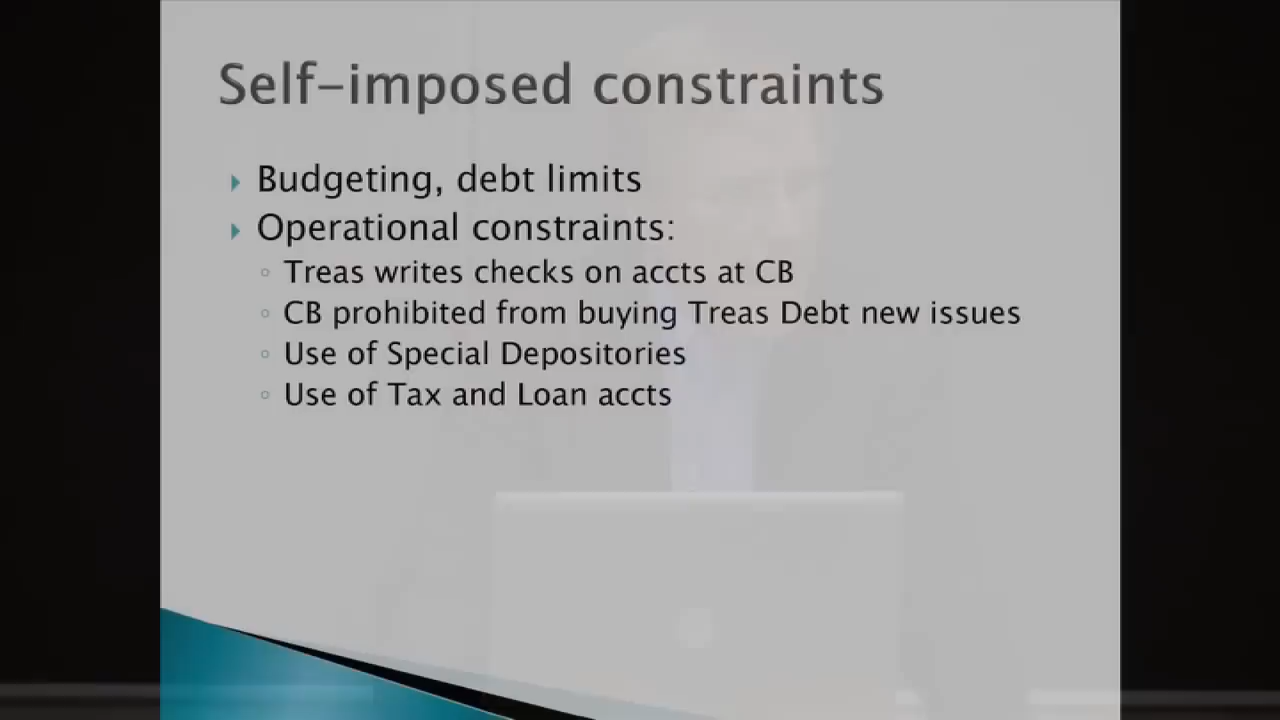 Self-imposed constraints
Budgeting, debt limits
Operational constraints:
Treas writes checks on accts at CB
CB prohibited from buying Treas Debt new issues
Use of Special Depositories
Use of Tax and Loan accts